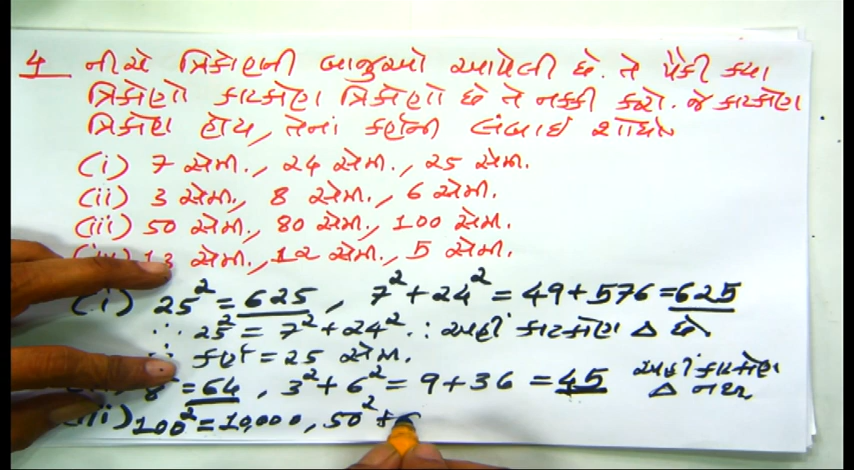 4 નીચે ત્રિકોણની બાજુઓ આપેલી છે. તે પૈકી કયા
ત્રિકોણો કાટકોણ ત્રિકોણો છે તે નક્કી કરો. જે કાટકોણ
ત્રિકોણ હોય, તેના કર્ણની લંબાઈ શોધો.
(i) 7 સેમી., 24 સેમી., 25 સેમી.
(ii) 3 સેમી., 8 સેમી., 6 સેમી.
(iii) 50 સેમી., 80 સેમી., 100 સેમી.
13 સેમી., 12 સેમી., 5 સેમી.
(i) 25² = 625, 7² + 24² = 49 + 576 = 625
∴ 25² = 7² + 24² ∴ અહીં કાટકોણ Δ છે.
∴ કર્ણ = 25 સેમી.
8² = 64, 3² + 6² = 9 + 36 = 45 અહીં કાટકોણ Δ નથી
100² = 10,000, 50² +